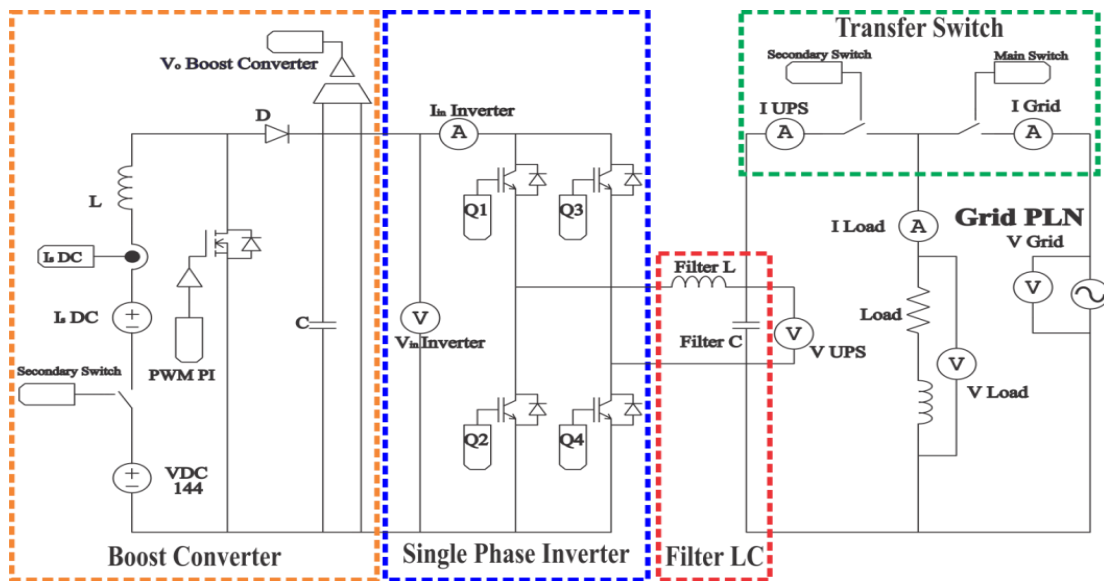 Transfer Switch
Secondary Switch
Main Switch
Vo Boost Converter
Iin Inverter
I UPS
I Grid
A
A
A
D
L
Q1
Q3
I Load
A
Grid PLN
V Grid
Is DC
Filter L
V
Is DC
C
V
Vin Inverter
Filter C
V
V UPS
Load
V
V Load
PWM PI
Secondary Switch
Q2
Q4
VDC
144
Boost Converter
Single Phase Inverter
Filter LC